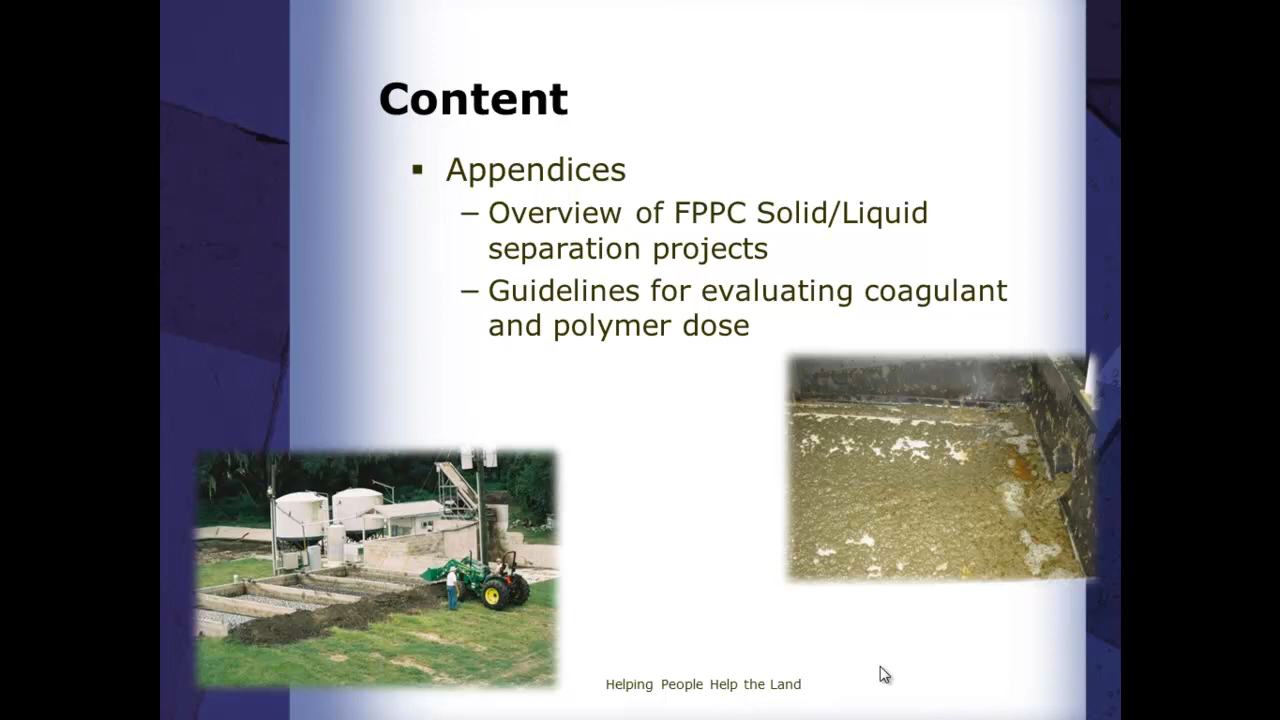 Content
▪ Appendices
– Overview of FPPC Solid/Liquid
separation projects
– Guidelines for evaluating coagulant
and polymer dose
Helping People Help the Land